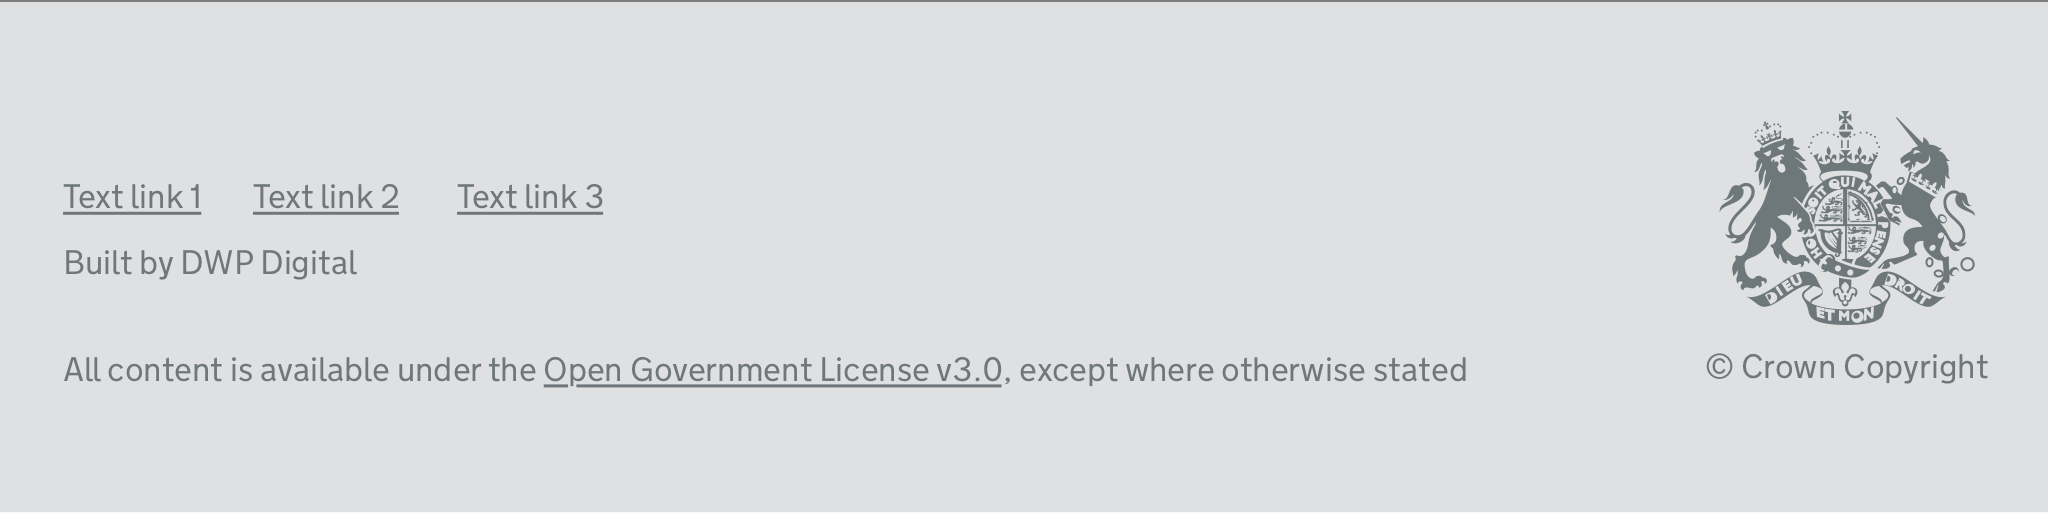 Text link 1 Text link 2 Text link 3
Built by DWP Digital
All content is available under the Open Government License v3.0, except where otherwise stated
SOIT QUI MAL Y PENSE
HON
DIEU ET MON DROIT
© Crown Copyright